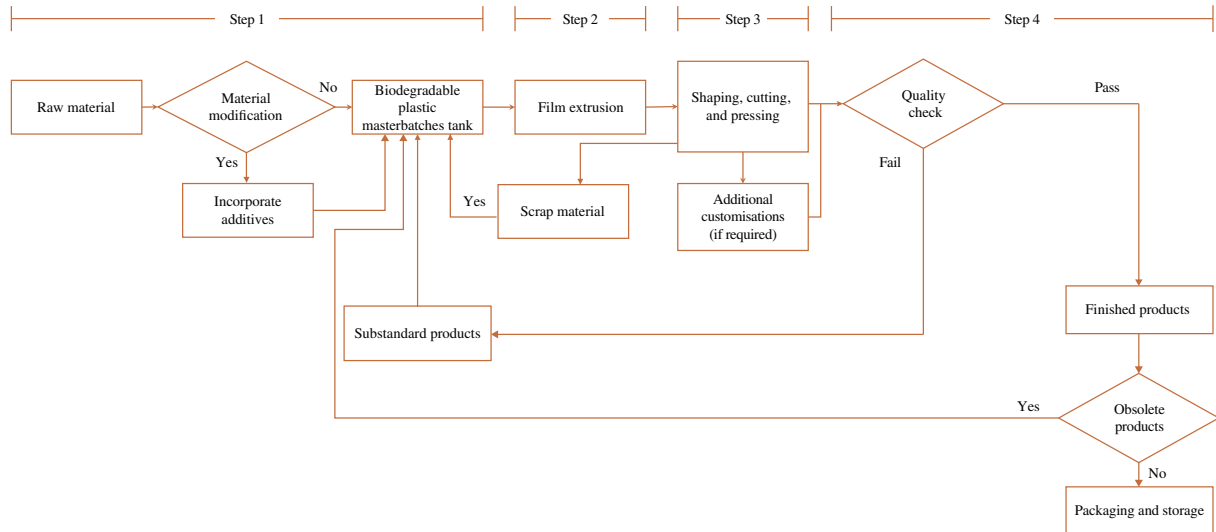 Step 1
Step 2
Step 3
Step 4
Raw material
Material
modification
No
Yes
Incorporate
additives
Biodegradable
plastic
masterbatches tank
Film extrusion
Shaping, cutting,
and pressing
Yes
Scrap material
Additional
customisations
(if required)
Quality
check
Pass
Fail
Substandard products
Finished products
Yes
Obsolete
products
No
Packaging and storage